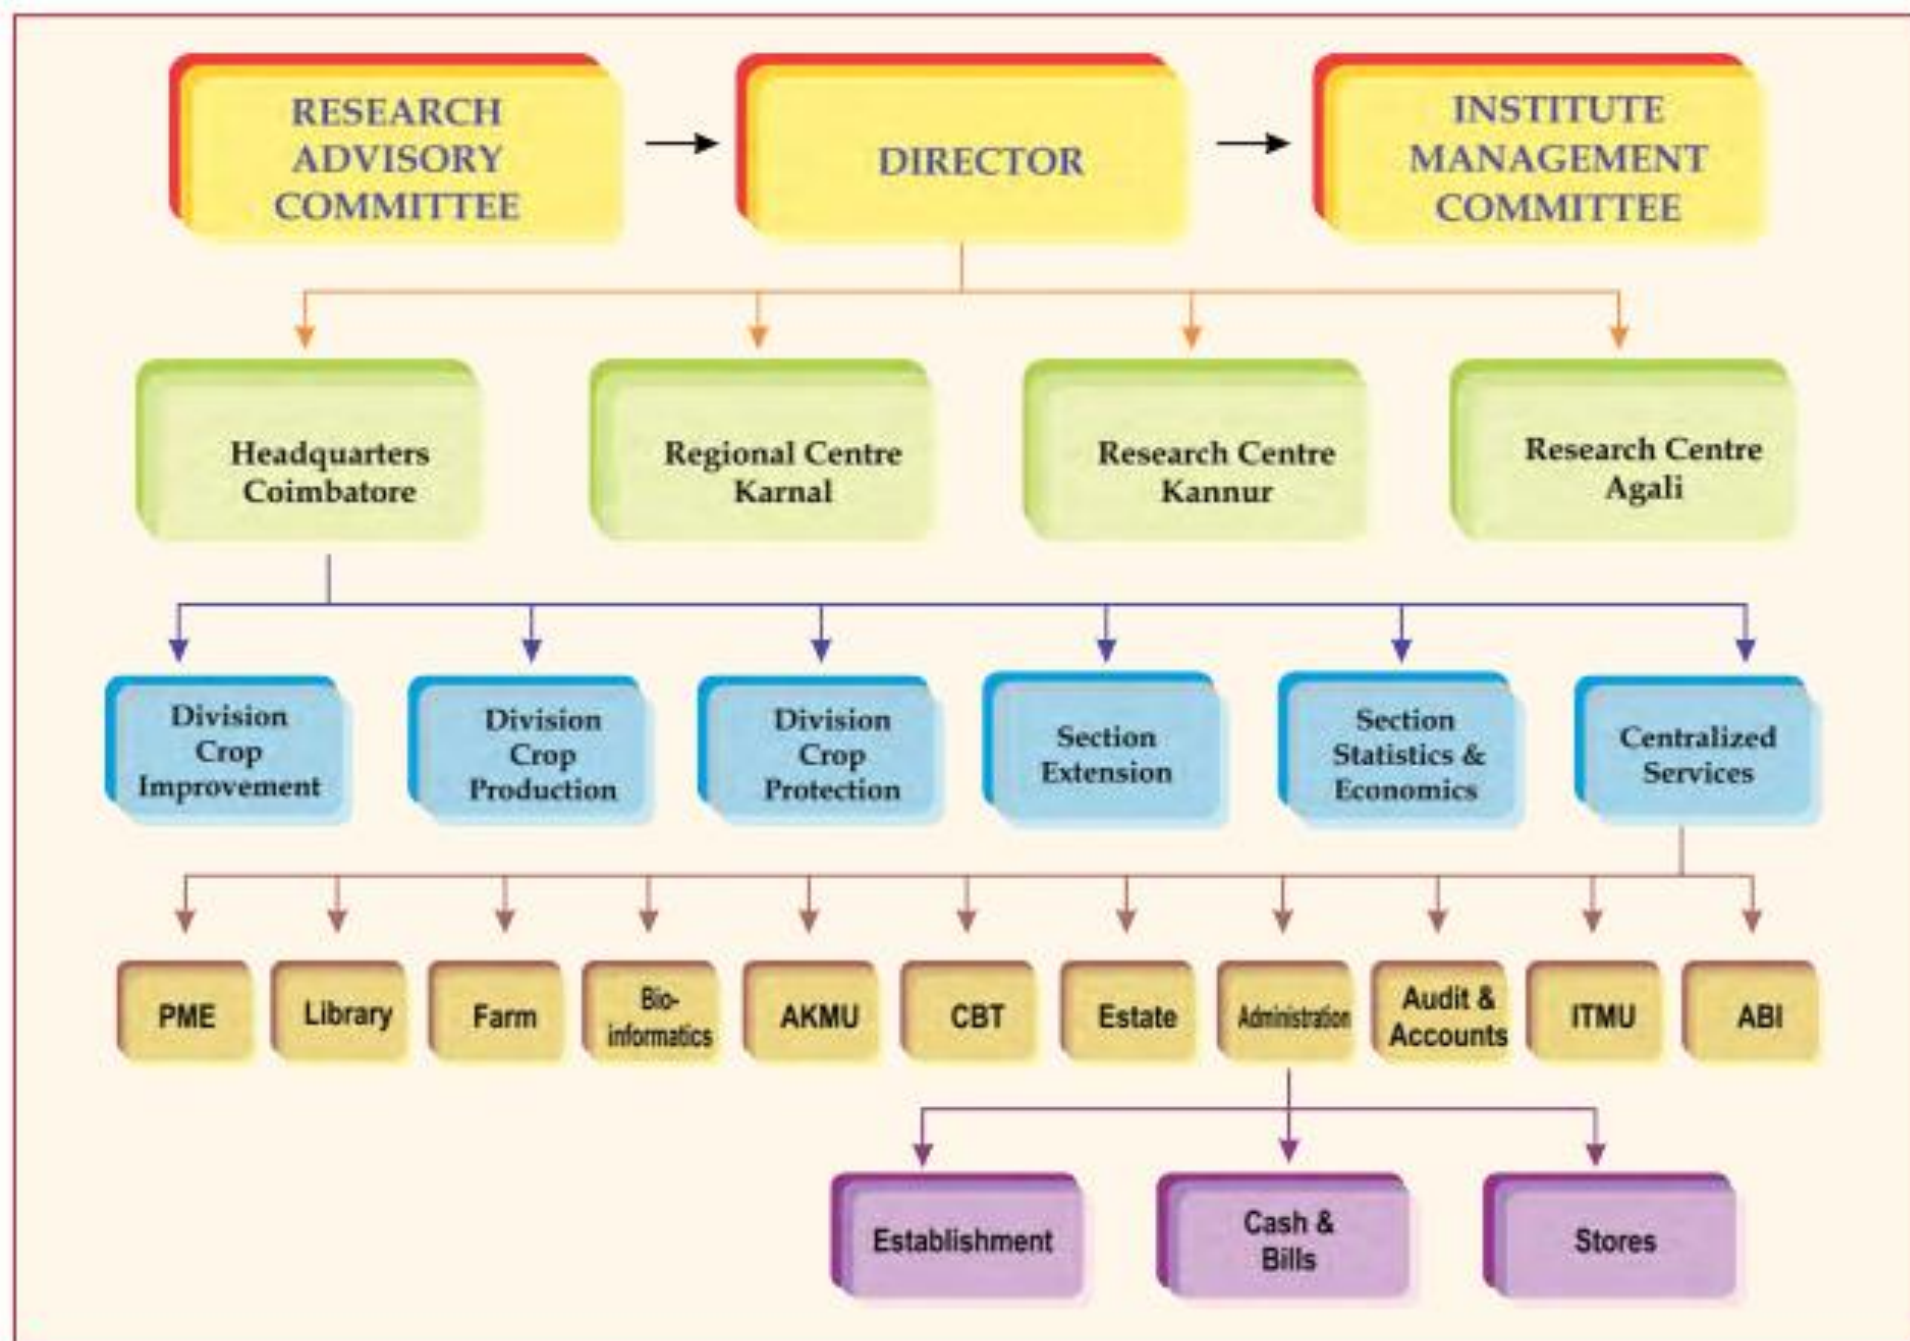 RESEARCH
ADVISORY
COMMITTEE
DIRECTOR
INSTITUTE
MANAGEMENT
COMMITTEE
Headquarters
Coimbatore
Regional Centre
Karnal
Research Centre
Kannur
Research Centre
Agali
Division
Crop
Improvement
Division
Crop
Production
Division
Crop
Protection
Section
Extension
Section
Statistics &
Economics
Centralized
Services
PME
Library
Farm
Bio-
informatics
AKMU
CBT
Estate
Administration
Audit &
Accounts
ITMU
ABI
Establishment
Cash &
Bills
Stores